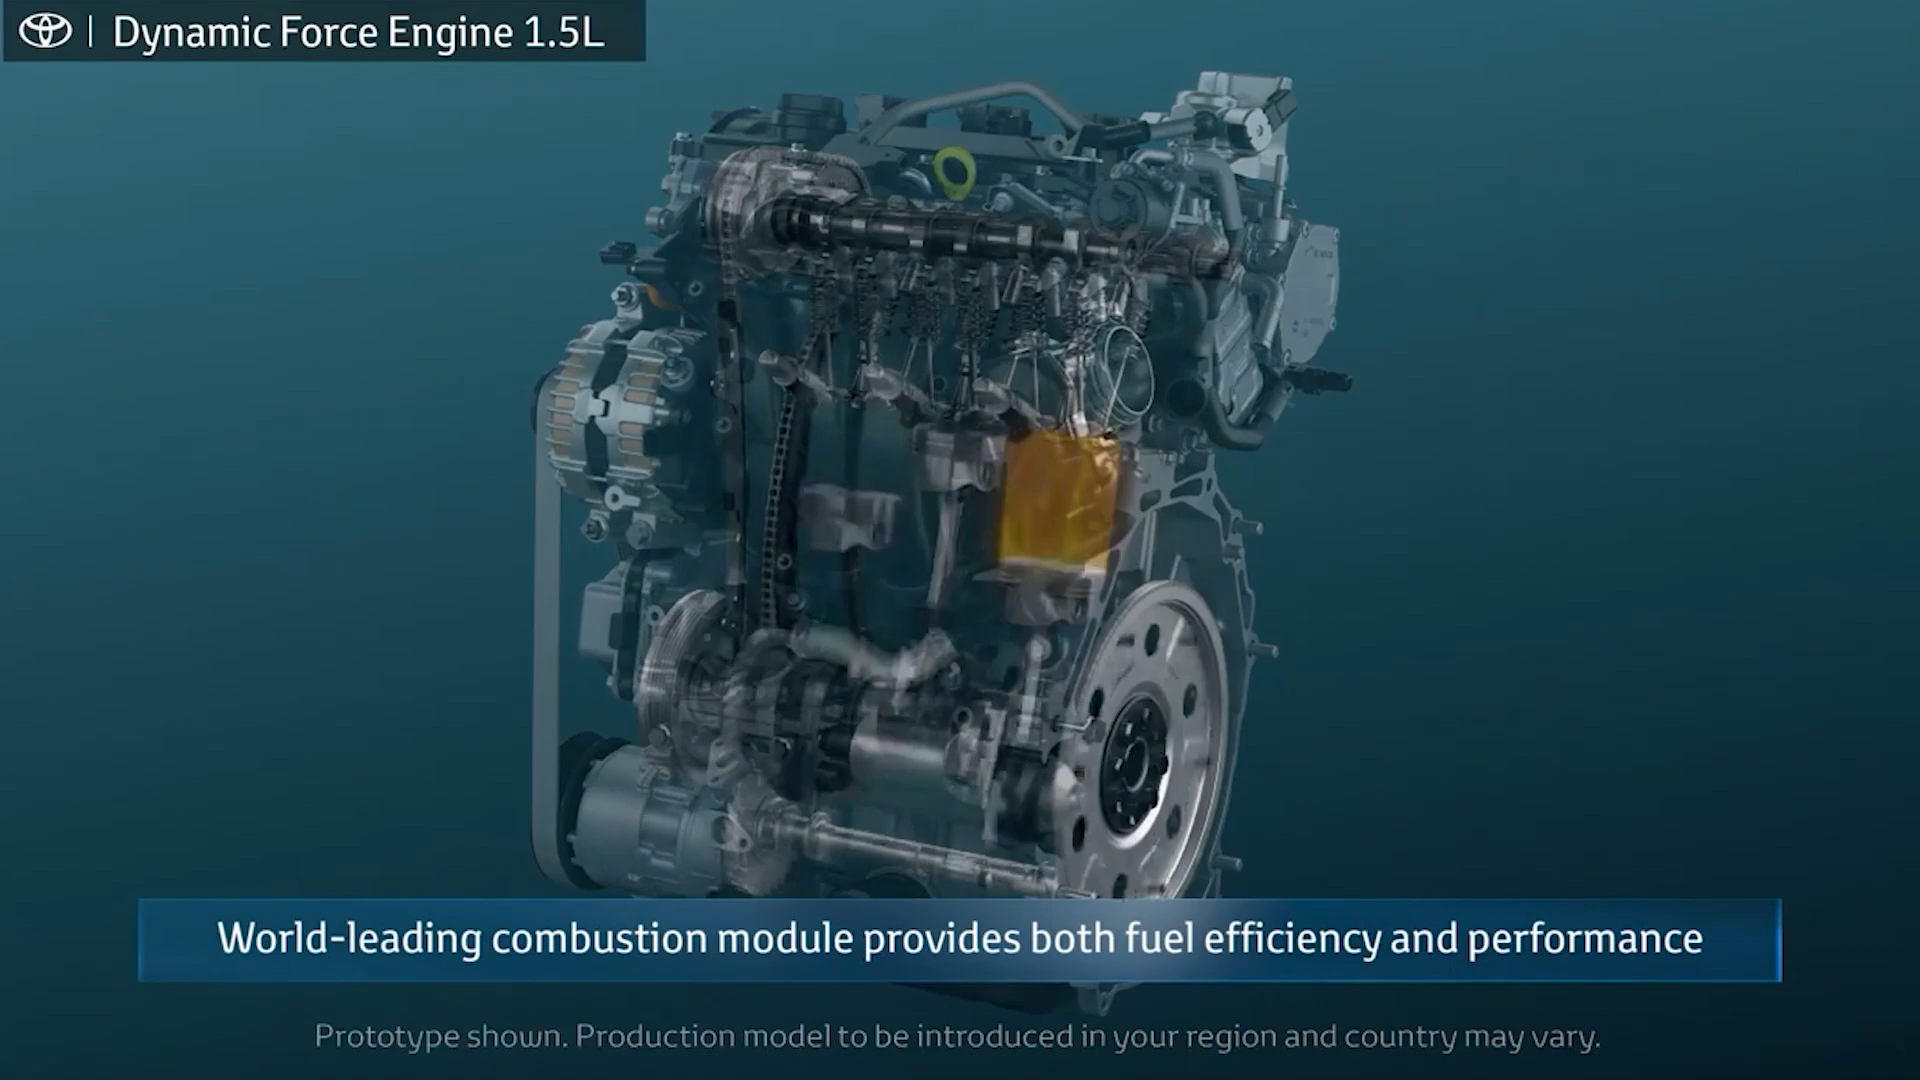 Dynamic Force Engine 1.5L
World-leading combustion module provides both fuel efficiency and performance
Prototype shown. Production model to be introduced in your region and country may vary.